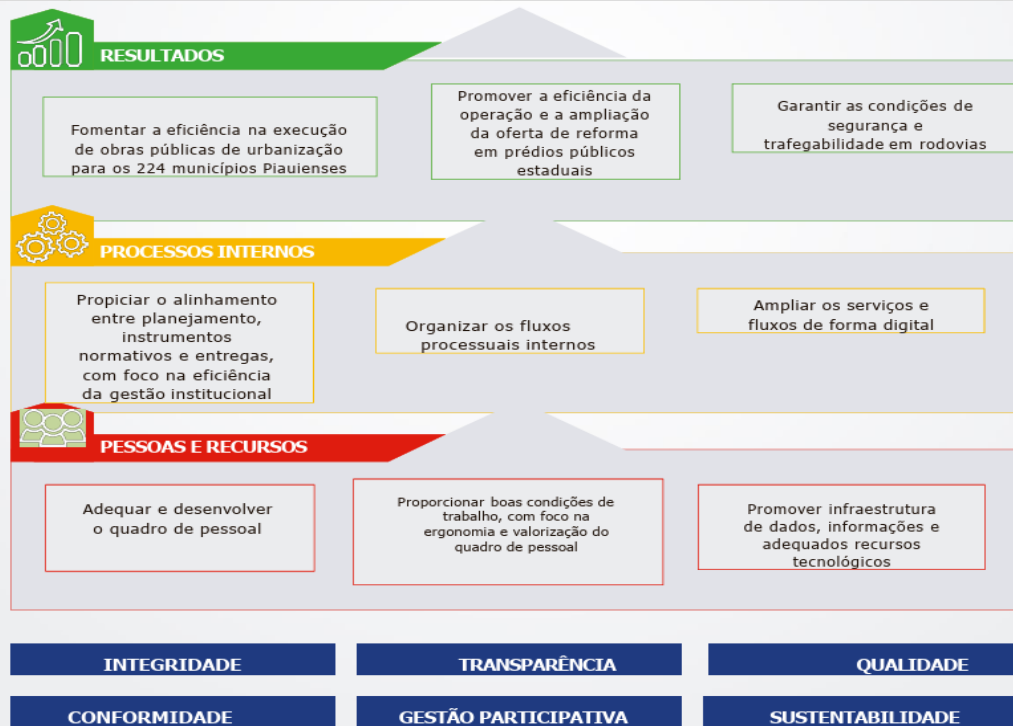 RESULTADOS
Fomentar a eficiência na execução
de obras públicas de urbanização
para os 224 municípios Piauienses
Promover a eficiência da
operação e a ampliação
da oferta de reforma
em prédios públicos
estaduais
Garantir as condições de
segurança e
trafegabilidade em rodovias
PROCESSOS INTERNOS
Propiciar o alinhamento
entre planejamento,
instrumentos
normativos e entregas,
com foco na eficiência
da gestão institucional
Organizar os fluxos
processuais internos
Ampliar os serviços e
fluxos de forma digital
PESSOAS E RECURSOS
Adequar e desenvolver
o quadro de pessoal
Proporcionar boas condições de
trabalho, com foco na
ergonomia e valorização do
quadro de pessoal
Promover infraestrutura
de dados, informações e
adequados recursos
tecnológicos
INTEGRIDADE
TRANSPARÊNCIA
QUALIDADE
CONFORMIDADE
GESTÃO PARTICIPATIVA
SUSTENTABILIDADE